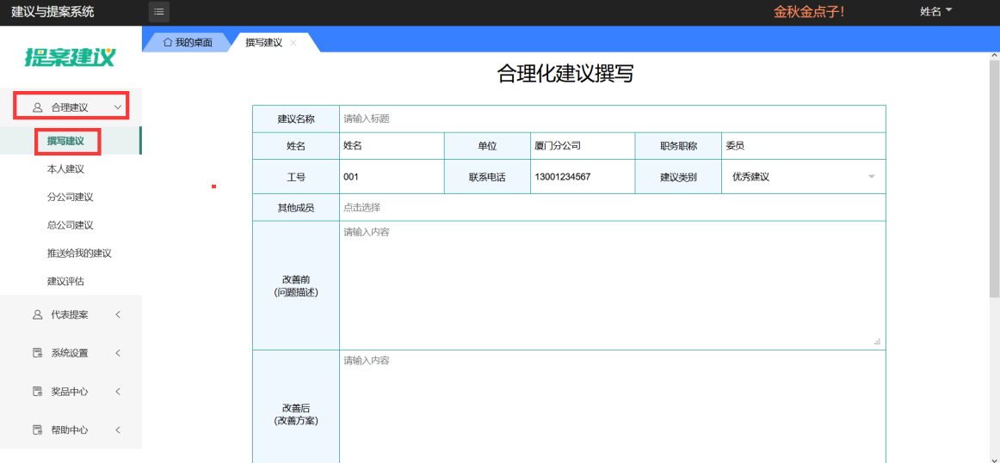 建议与提案系统
金秋金点子!
姓名
提案建议
我的桌面
撰写建议
合理建议
撰写建议
本人建议
分公司建议
总公司建议
推送给我的建议
建议评估
代表提案
系统设置
奖品中心
帮助中心
合理化建议撰写
建议名称 请输入标题
姓名 姓名 单位 厦门分公司 职务职称 委员
工号 001 联系电话 13001234567 建议类别 优秀建议
其他成员 点击选择
请输入内容
改善前
(问题描述)
请输入内容
改善后
(改善方案)